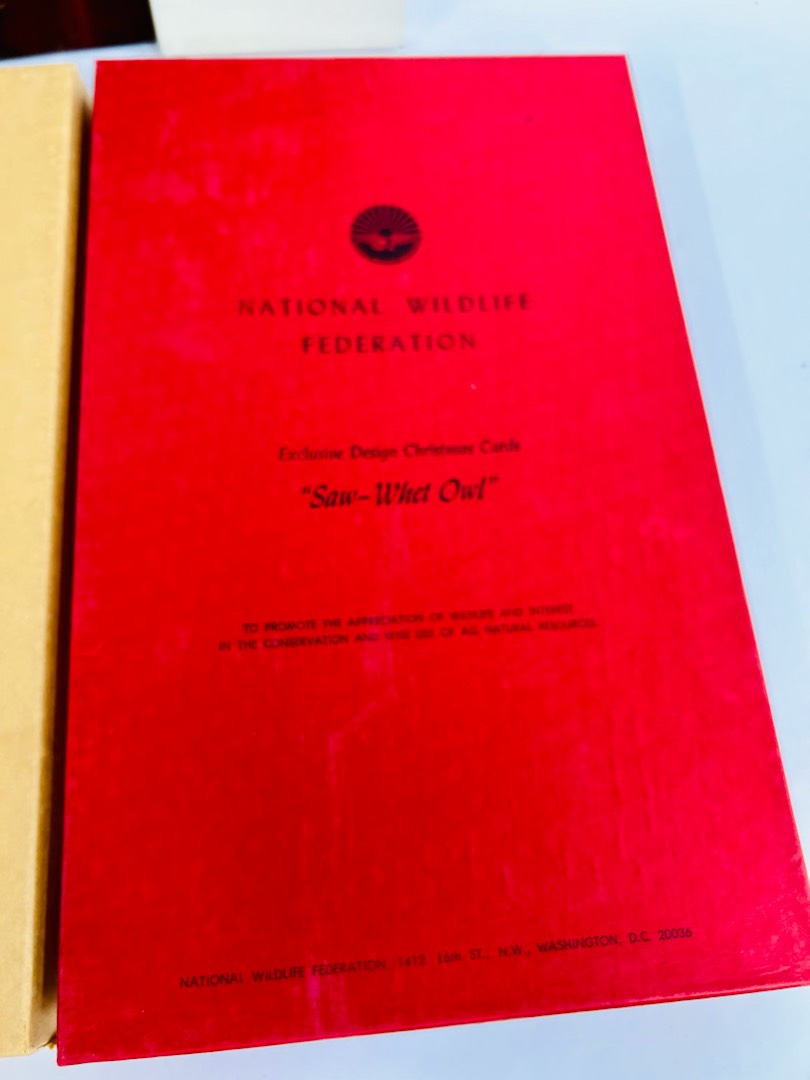 NATIONAL WILDLIFE
FEDERATION
Exclusive Design Christmas Cards
"Saw-Whet Owl"
TO PROMOTE THE APPRECIATION OF WILDLIFE AND INTEREST
IN THE CONSERVATION AND WISE USE OF ALL NATURAL RESOURCES.
NATIONAL WILDLIFE FEDERATION, 1412 16th ST., N.W., WASHINGTON, D.C. 20036